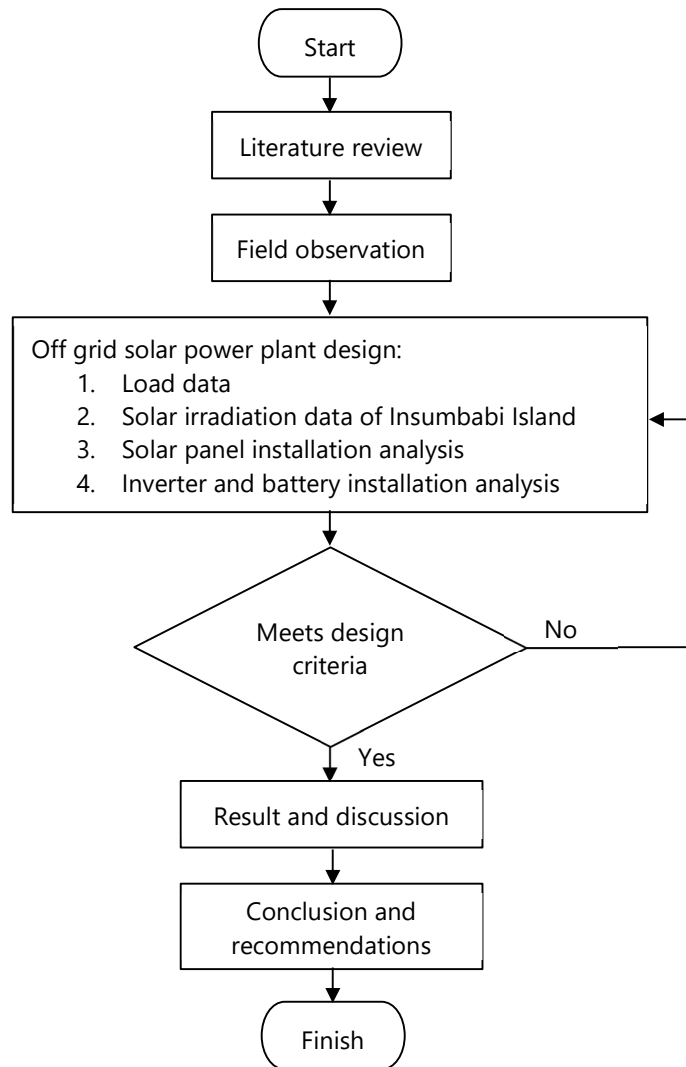 Start
Literature review
Field observation
Off grid solar power plant design:
1. Load data
2. Solar irradiation data of Insumbabi Island
3. Solar panel installation analysis
4. Inverter and battery installation analysis
Meets design
criteria
No
Yes
Result and discussion
Conclusion and
recommendations
Finish